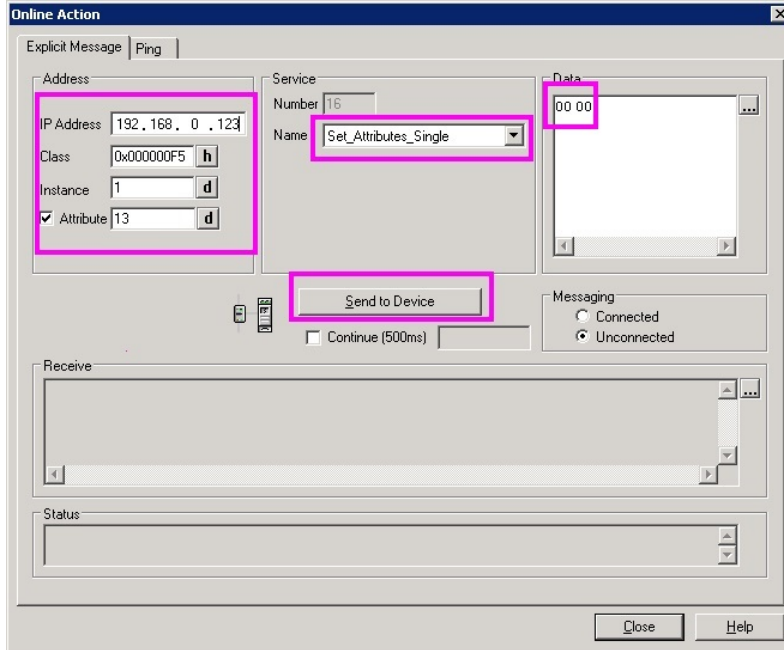 Online Action
Explicit Message
Ping
Address
IP Address 192.168. 0 .123
Class 0x000000F5 h
Instance 1 d
Attribute 13 d
Service
Number 16
Name Set_Attributes_Single
Data
00 00
...
Send to Device
Continue (500ms)
Messaging
Connected
Unconnected
Receive
...
Status
Close
Help